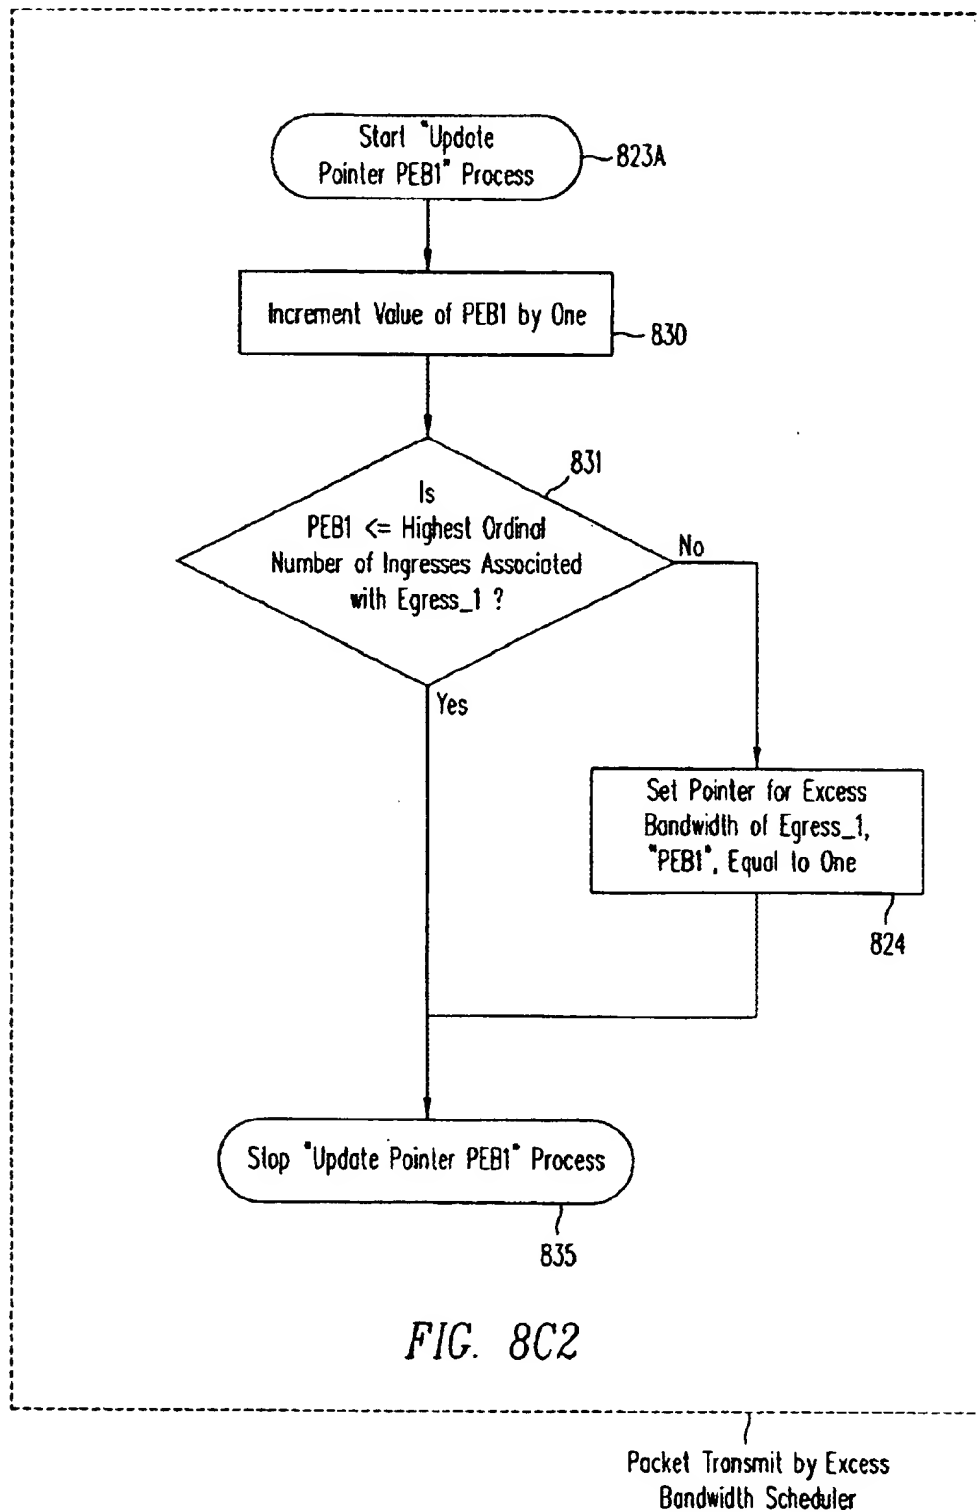 Start "Update
Pointer PEB1" Process
823A
Increment Value of PEB1 by One
830
831
Is
PEB1 <= Highest Ordinal
Number of Ingresses Associated
with Egress_1 ?
No
Yes
Set Pointer for Excess
Bandwidth of Egress_1,
"PEB1", Equal to One
824
Stop "Update Pointer PEB1" Process
835
FIG. 8C2
Packet Transmit by Excess
Bandwidth Scheduler